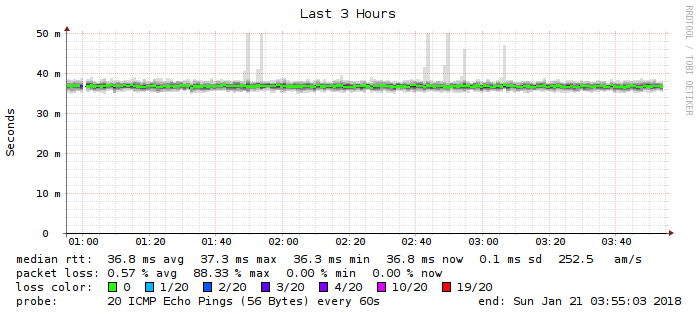 Last 3 Hours
RRDTOOL / TOBI OETIKER
Seconds
50 m
40 m
30 m
20 m
10 m
0
01:00 01:20 01:40 02:00 02:20 02:40 03:00 03:20 03:40
median rtt: 36.8 ms avg 37.3 ms max 36.3 ms min 36.8 ms now 0.1 ms sd 252.5 am/s
packet loss: 0.57 % avg 88.33 % max 0.00 % min 0.00 % now
loss color: 0 1/20 2/20 3/20 4/20 10/20 19/20
probe: 20 ICMP Echo Pings (56 Bytes) every 60s end: Sun Jan 21 03:55:03 2018